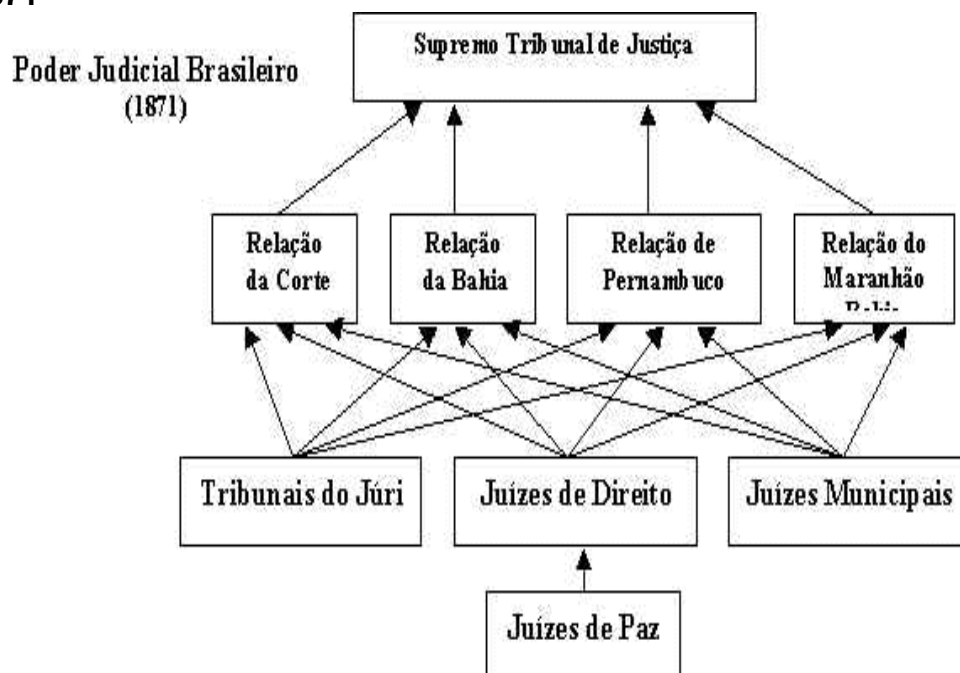 Supremo Tribunal de Justiça
Poder Judicial Brasileiro
(1871)
Relação
da Corte
Relação
da Bahia
Relação de
Pernambuco
Relação do
Maranhão
Tribunais do Júri
Juízes de Direito
Juízes Municipais
Juízes de Paz